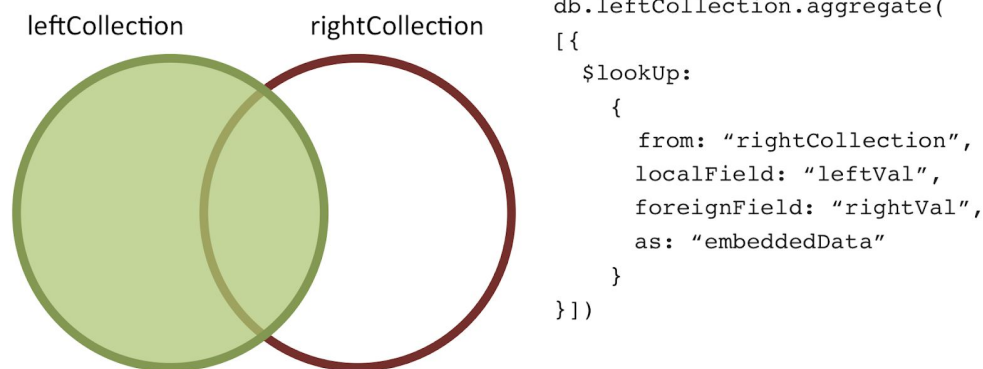 leftCollection
rightCollection
db.leftCollection.aggregate(
[{
$lookUp:
{
from: “rightCollection”,
localField: “leftVal”,
foreignField: “rightVal”,
as: “embeddedData”
}
}])